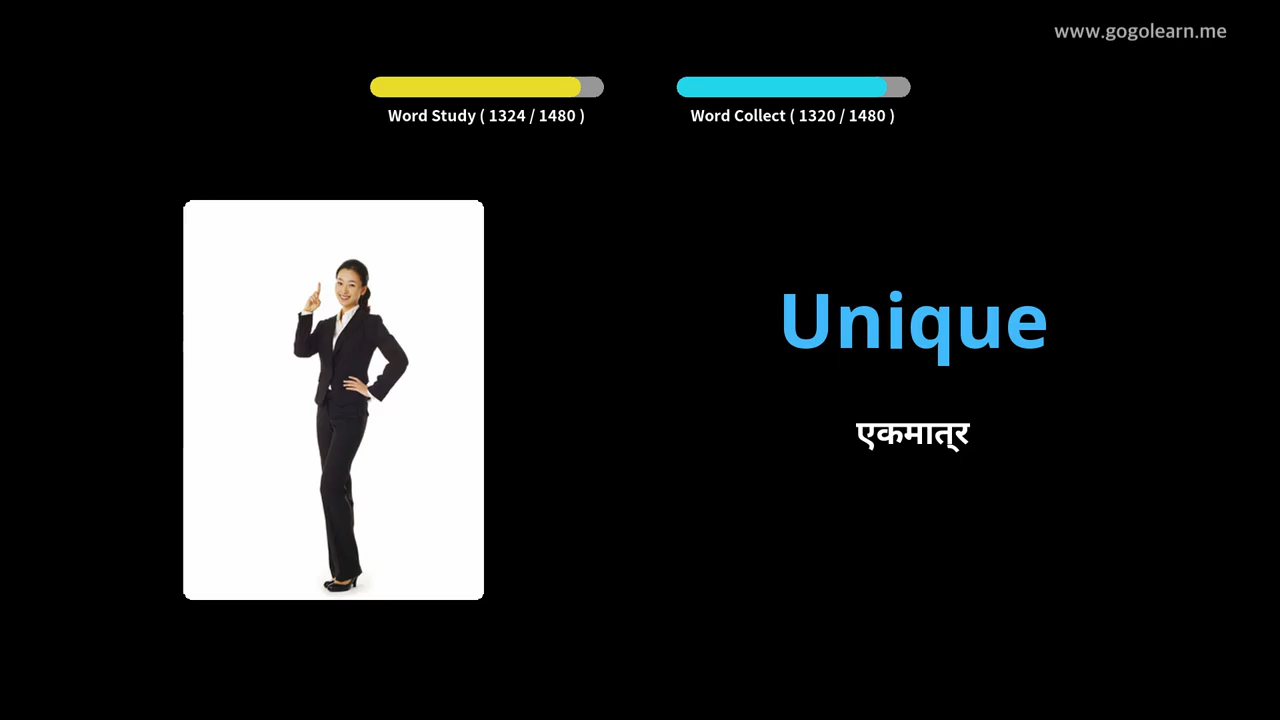 www.gogolearn.me
Word Study ( 1324 / 1480 )
Word Collect ( 1320 / 1480 )
Unique
एकमात्र